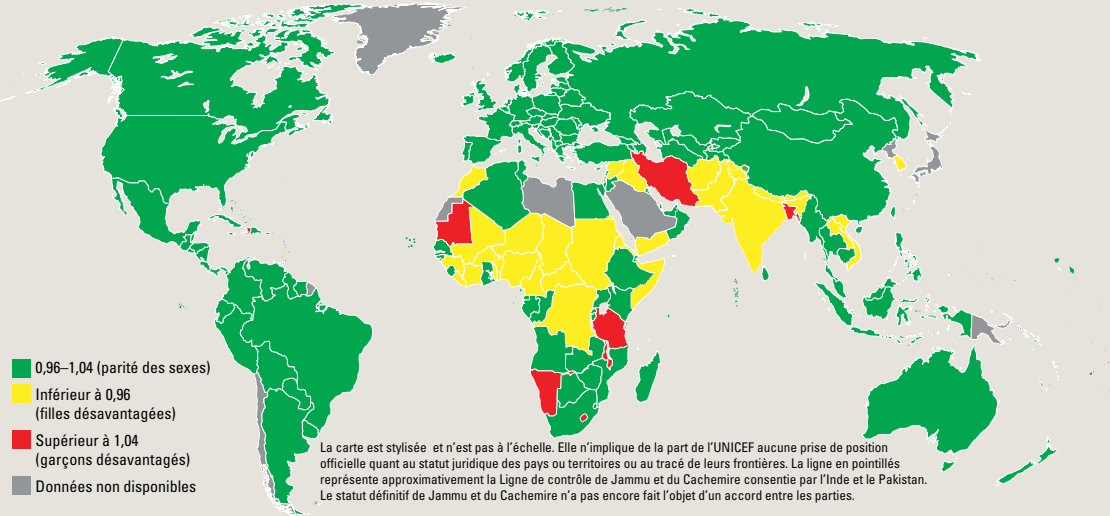 0,96–1,04 (parité des sexes)
Inférieur à 0,96
(filles désavantagées)
Supérieur à 1,04
(garçons désavantagés)
Données non disponibles
La carte est stylisée et n’est pas à l’échelle. Elle n’implique de la part de l’UNICEF aucune prise de position
officielle quant au statut juridique des pays ou territoires ou au tracé de leurs frontières. La ligne en pointillés
représente approximativement la Ligne de contrôle de Jammu et du Cachemire consentie par l’Inde et le Pakistan.
Le statut définitif de Jammu et du Cachemire n’a pas encore fait l’objet d’un accord entre les parties.